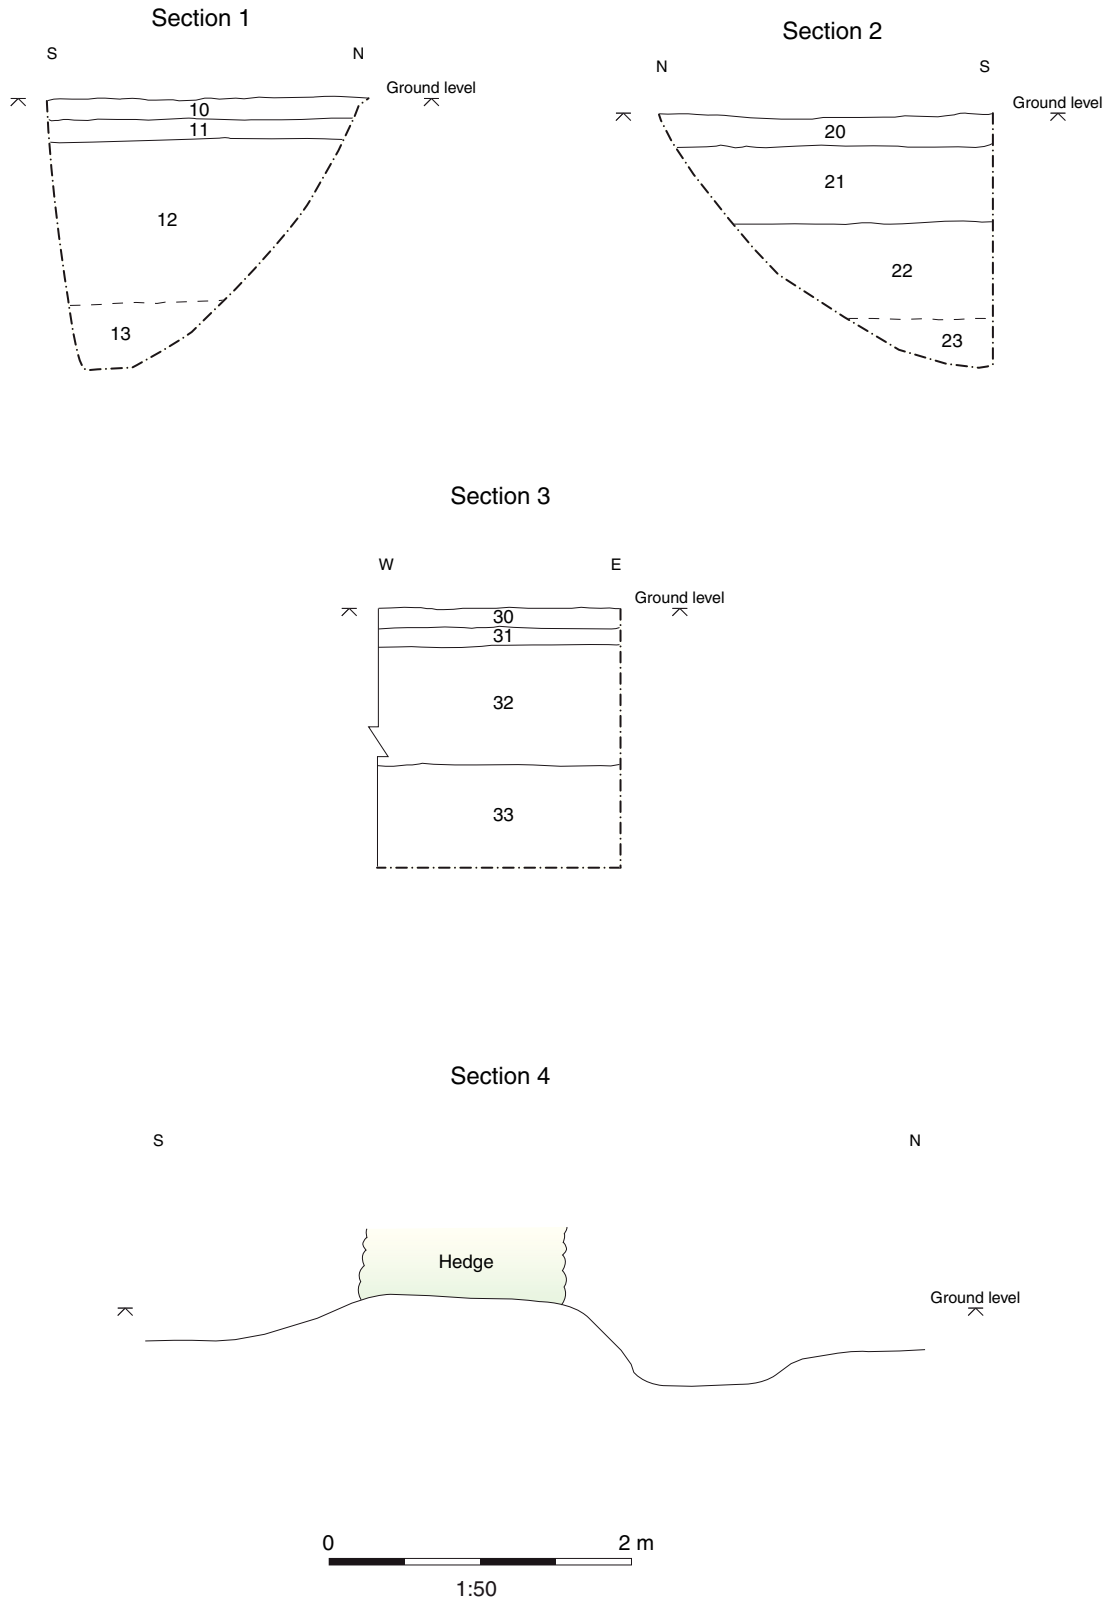 Section 1
S
N
Ground level
10
11
12
13
Section 2
N
S
Ground level
20
21
22
23
Section 3
W
E
Ground level
30
31
32
33
Section 4
S
N
Hedge
Ground level
0
2 m
1:50